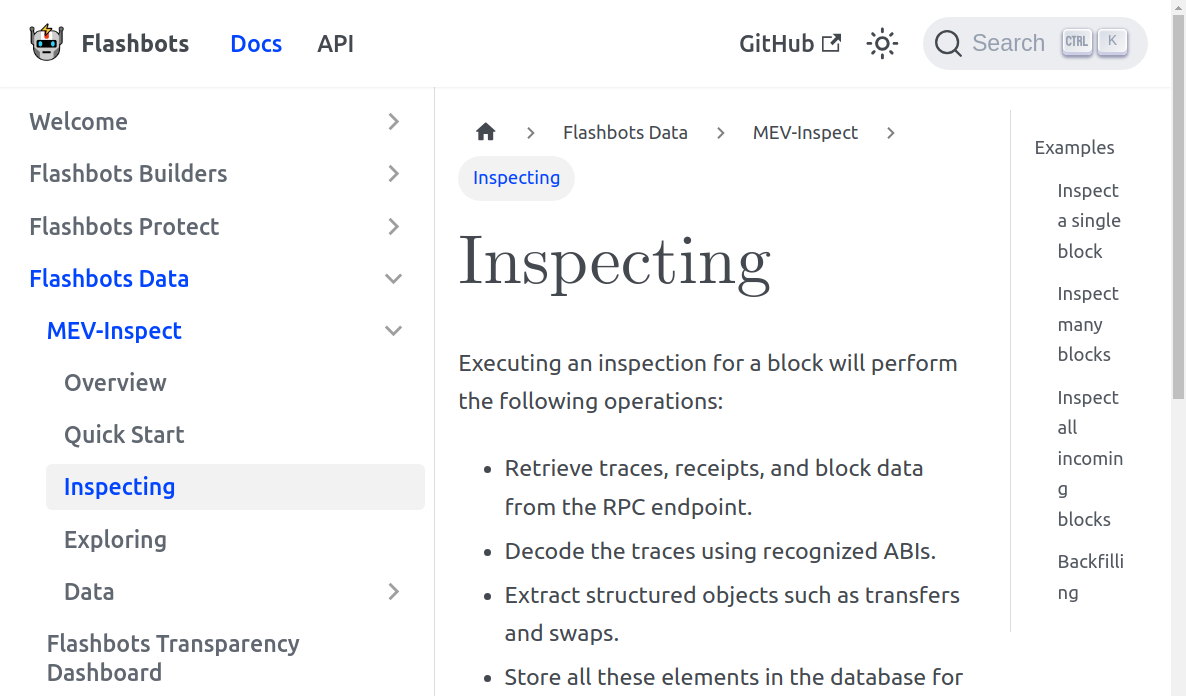 Flashbots Docs API GitHub Search CTRL K
Welcome
Flashbots Builders
Flashbots Protect
Flashbots Data
MEV-Inspect
Overview
Quick Start
Inspecting
Exploring
Data
Flashbots Transparency
Dashboard
Flashbots Data MEV-Inspect
Inspecting
Inspecting
Executing an inspection for a block will perform
the following operations:
Retrieve traces, receipts, and block data
from the RPC endpoint.
Decode the traces using recognized ABIs.
Extract structured objects such as transfers
and swaps.
Store all these elements in the database for
Examples
Inspect
a single
block
Inspect
many
blocks
Inspect
all
incomin
g
blocks
Backfilli
ng